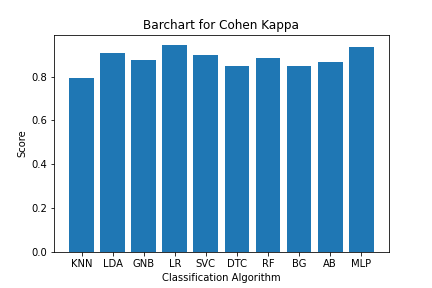 Barchart for Cohen Kappa
Score
0.8
0.6
0.4
0.2
0.0
KNN LDA GNB LR SVC DTC RF BG AB MLP
Classification Algorithm